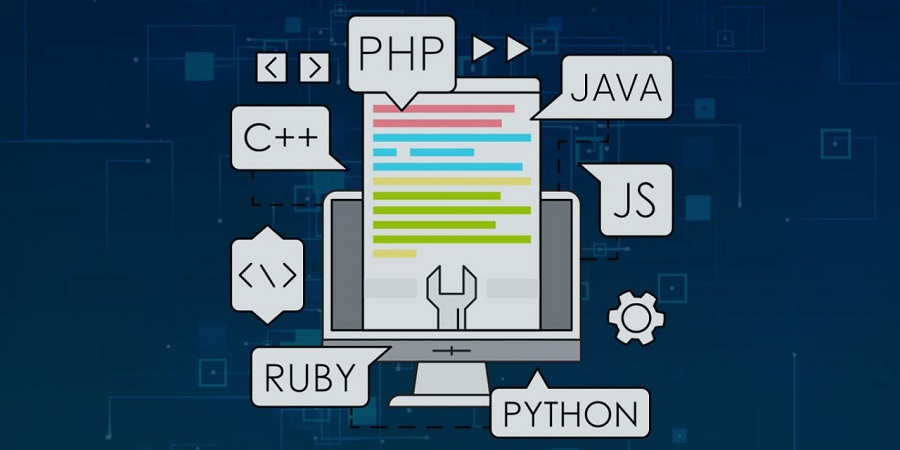 PHP
JAVA
C++
JS
<\>
RUBY
PYTHON